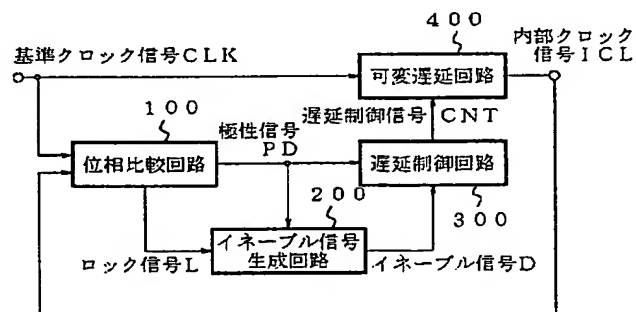 400
内部クロック
信号ICL
基準クロック信号CLK
可変遅延回路
100
極性信号
PD
遅延制御信号
CNT
位相比較回路
遅延制御回路
200
300
イネーブル信号
生成回路
ロック信号L
イネーブル信号D